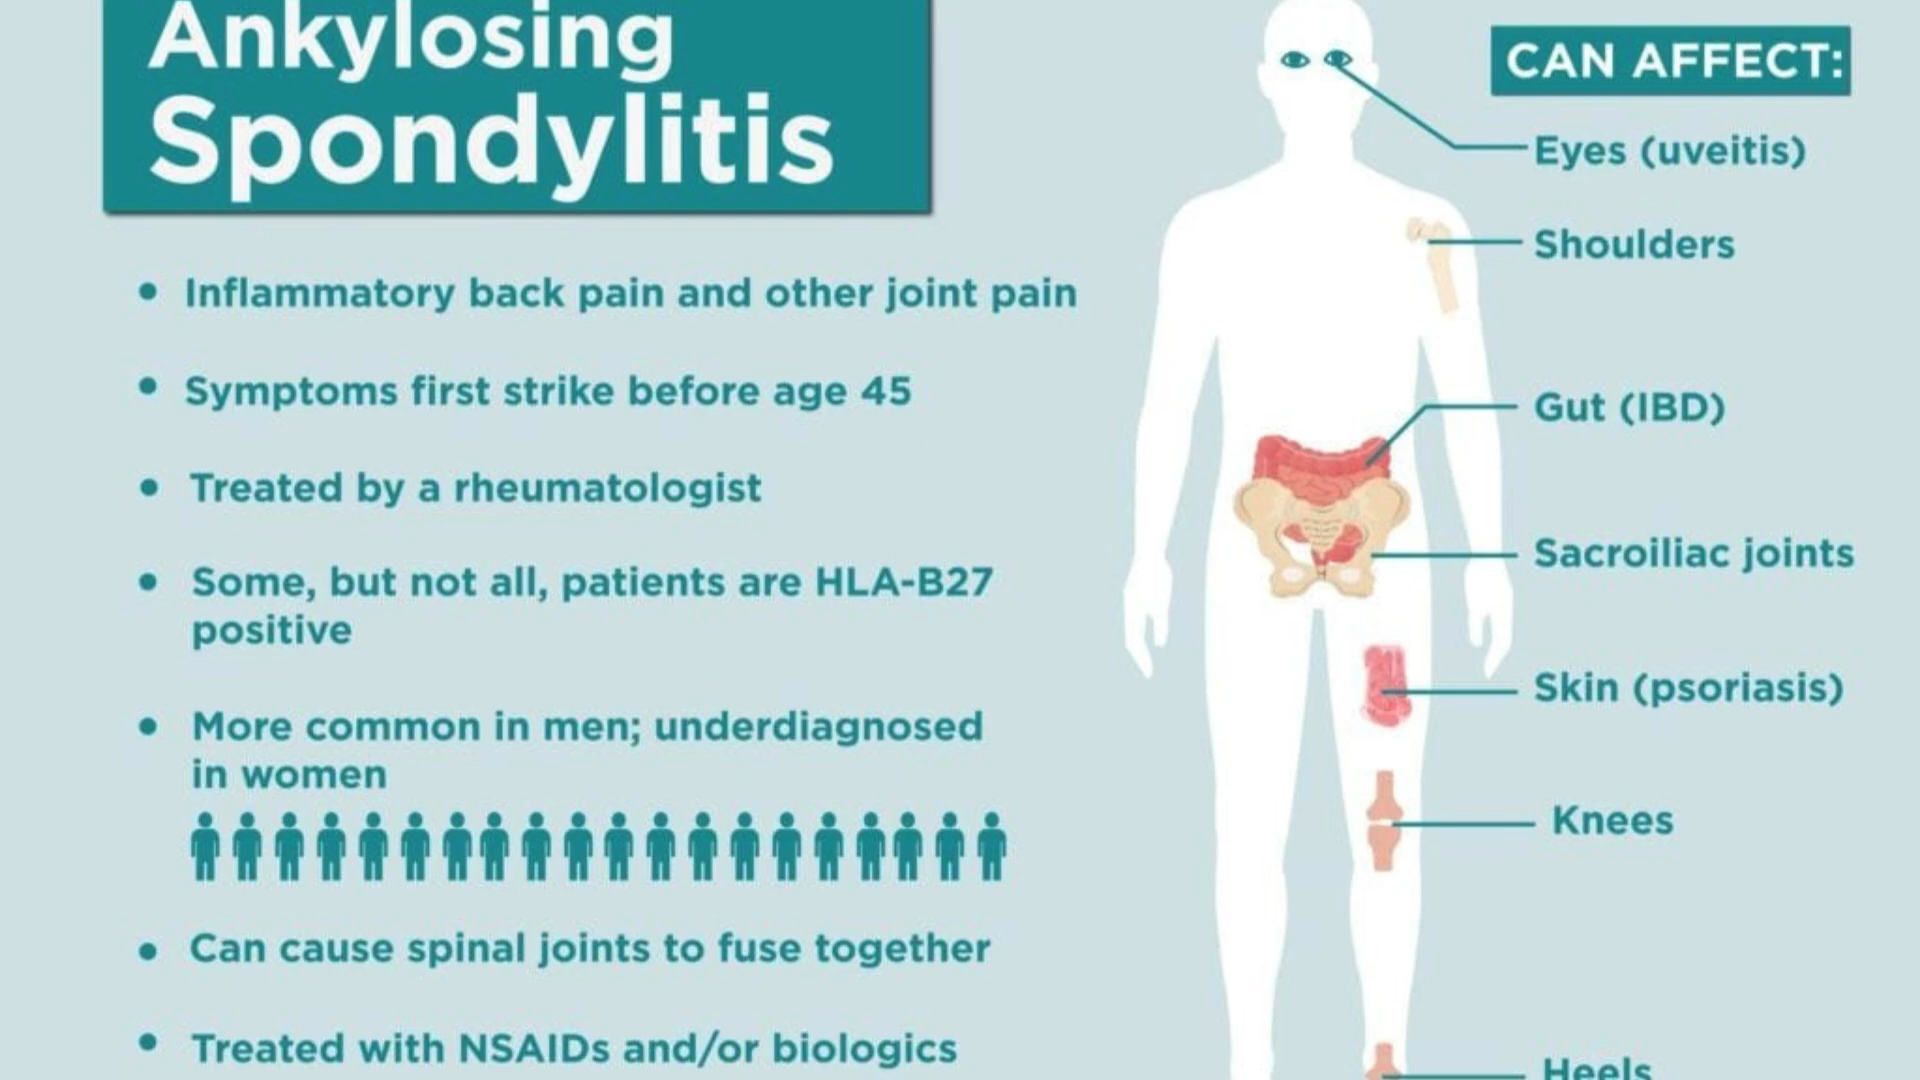 Ankylosing
Spondylitis
Inflammatory back pain and other joint pain
Symptoms first strike before age 45
Treated by a rheumatologist
Some, but not all, patients are HLA-B27
positive
More common in men; underdiagnosed
in women
Can cause spinal joints to fuse together
Treated with NSAIDs and/or biologics
CAN AFFECT:
Eyes (uveitis)
Shoulders
Gut (IBD)
Sacroiliac joints
Skin (psoriasis)
Knees
Heels